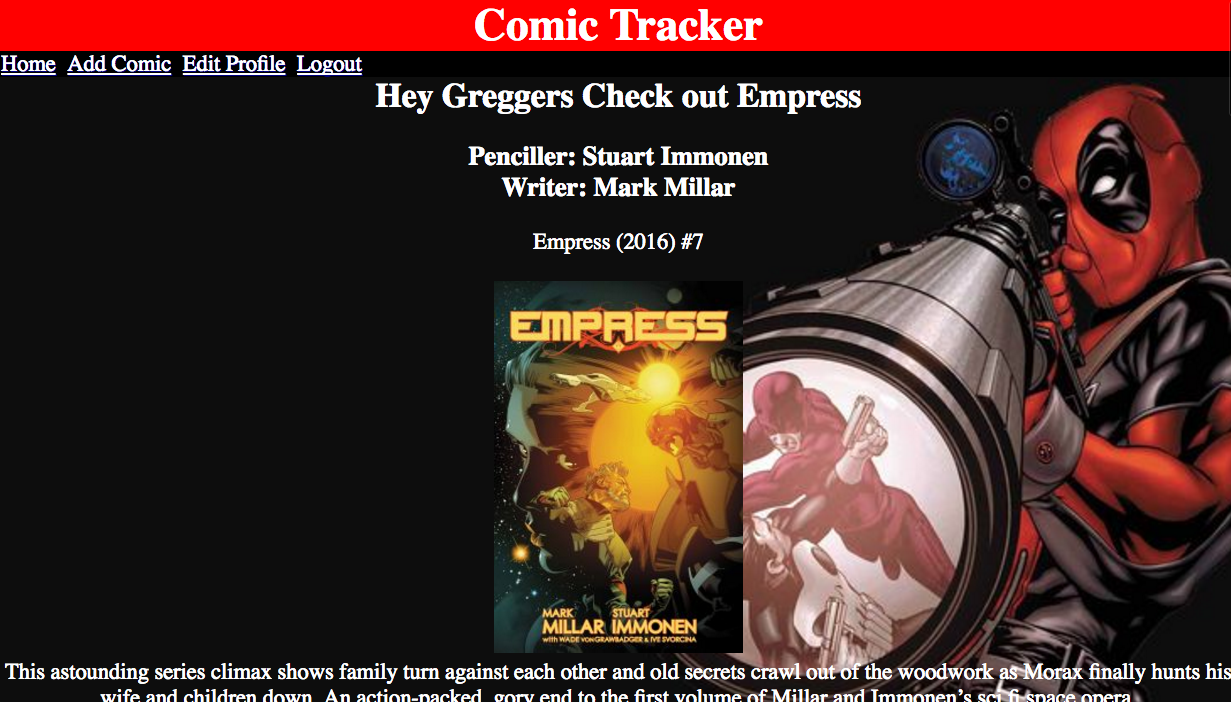 Comic Tracker
Home Add Comic Edit Profile Logout
Hey Greggers Check out Empress
Penciller: Stuart Immonen
Writer: Mark Millar
Empress (2016) #7
EMPRESS
MARK STUART
MILLAR IMMONEN
with WADE VON GRAWBADGER & IVE SVORCINA
This astounding series climax shows family turn against each other and old secrets crawl out of the woodwork as Morax finally hunts his
wife and children down. An action-packed, gory end to the first volume of Millar and Immonen’s sci fi space opera.